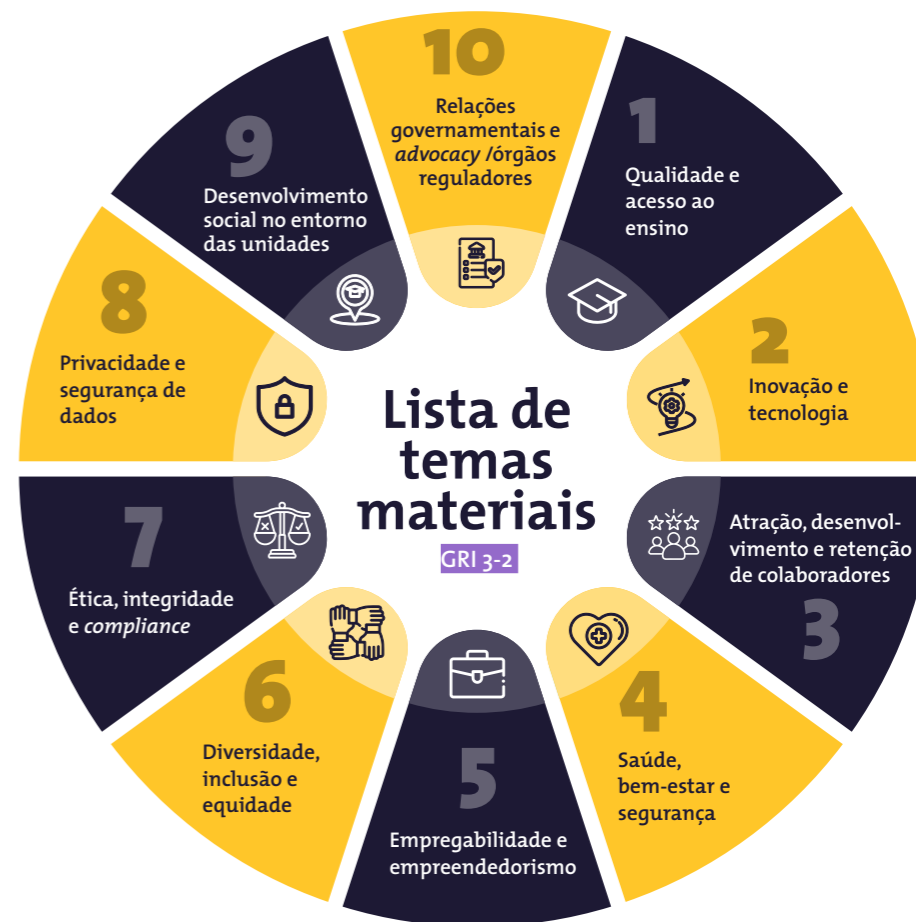 Lista de
temas
materiais
GRI 3-2
1
Qualidade e
acesso ao
ensino
2
Inovação e
tecnologia
Atração, desenvol-
vimento e retenção
de colaboradores
3
4
Saúde,
bem-estar e
segurança
5
Empregabilidade e
empreendedorismo
6
Diversidade,
inclusão e
equidade
7
Ética, integridade
e compliance
8
Privacidade e
segurança de
dados
9
Desenvolvimento
social no entorno
das unidades
10
Relações
governamentais e
advocacy /órgãos
reguladores